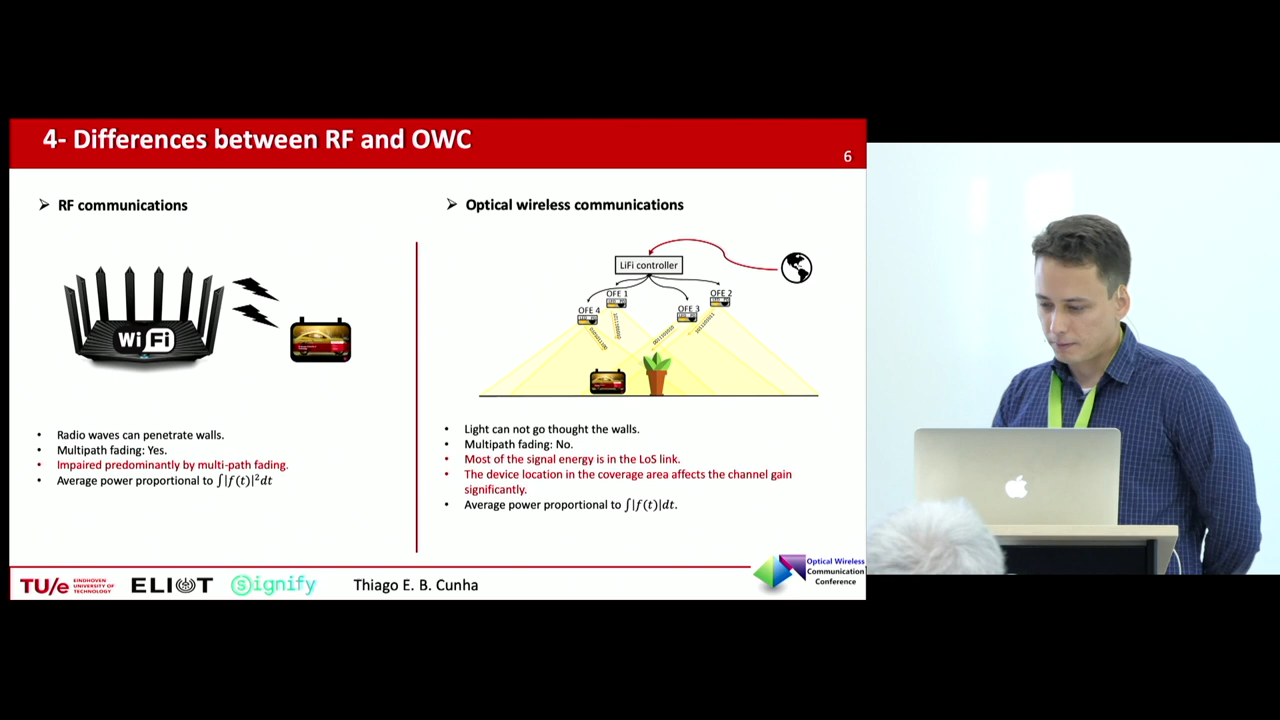 4- Differences between RF and OWC
6
➢ RF communications
WiFi
• Radio waves can penetrate walls.
• Multipath fading: Yes.
• Impaired predominantly by multi-path fading.
• Average power proportional to ∫|f(t)|²dt
➢ Optical wireless communications
LiFi controller
OFE 1
OFE 2
OFE 4
OFE 3
• Light can not go thought the walls.
• Multipath fading: No.
• Most of the signal energy is in the LoS link.
• The device location in the coverage area affects the channel gain
significantly.
• Average power proportional to ∫|f(t)|dt.
TU/e EINDHOVEN
UNIVERSITY OF
TECHNOLOGY
ELIOT
signify
Thiago E. B. Cunha
Optical Wireless
Communication
Conference